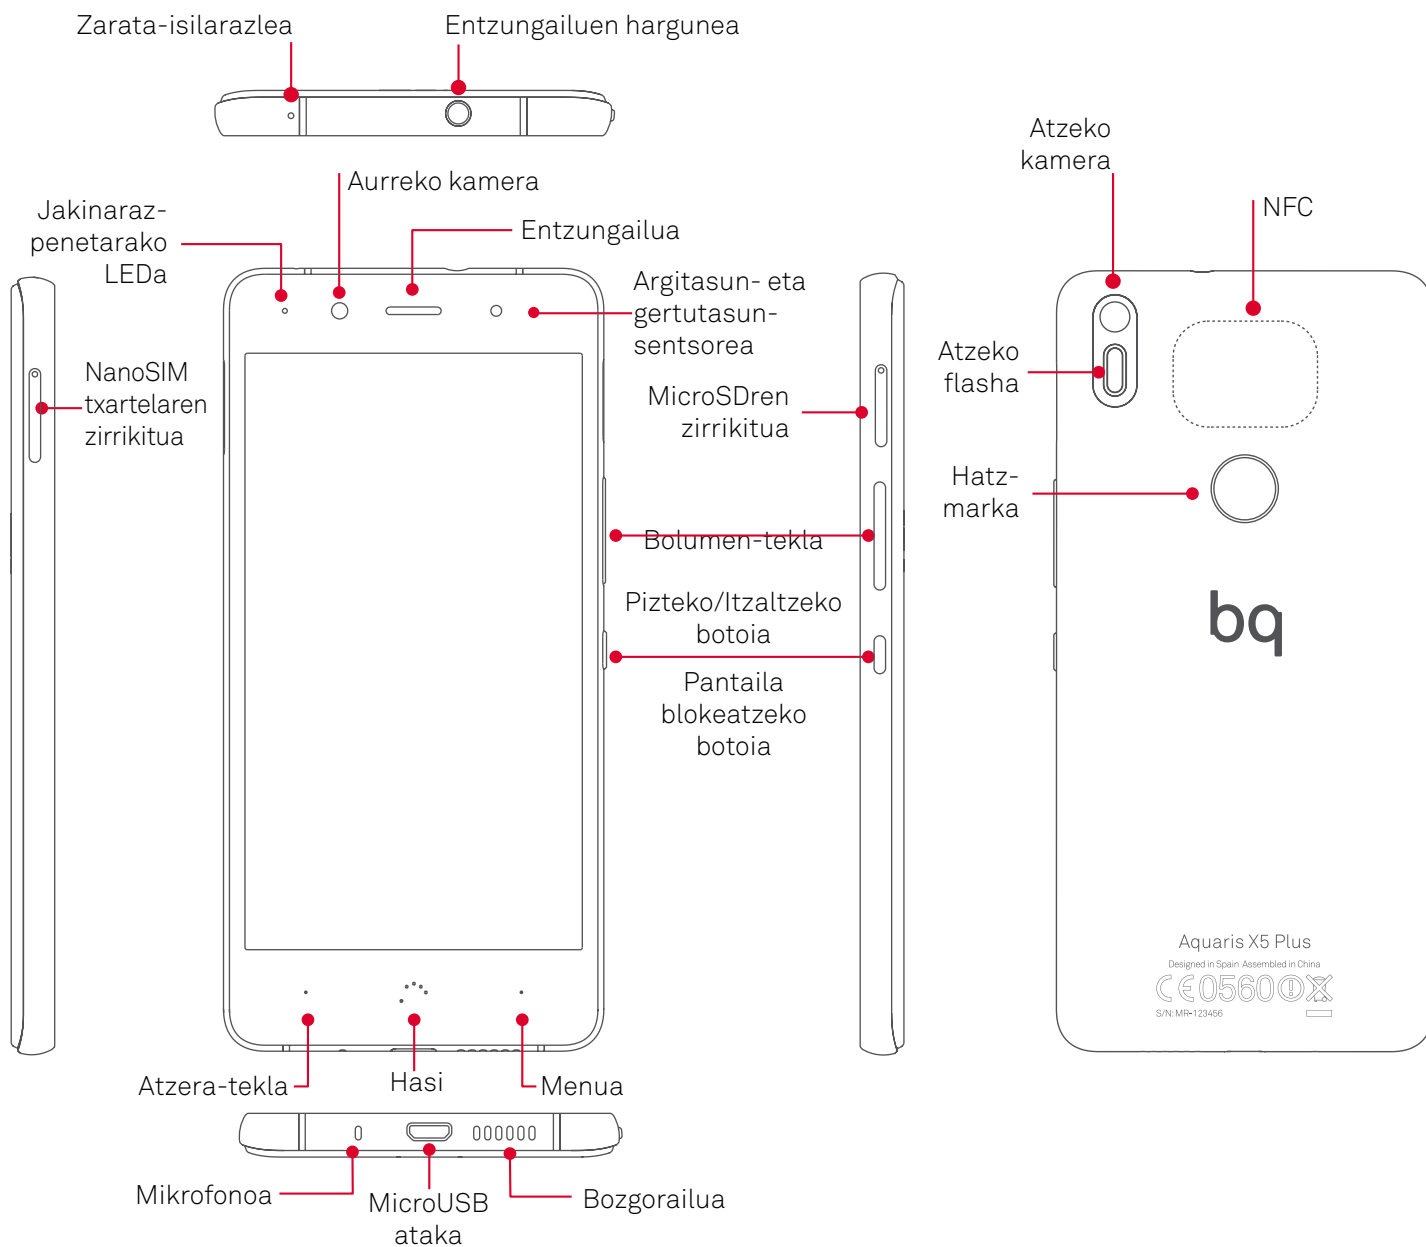 Zarata-isilarazlea
Entzungailuen hargunea
Aurreko kamera
Jakinaraz-
penetarako
LEDa
Entzungailua
Argitasun- eta
gertutasun-
sentsorea
NanoSIM
txartelaren
zirrikitua
MicroSDren
zirrikitua
Bolumen-tekla
Pizteko/Itzaltzeko
botoia
Pantaila
blokeatzeko
botoia
Atzeko
kamera
NFC
Atzeko
flasha
Hatz-
marka
bq
Aquaris X5 Plus
Designed in Spain Assembled in China
CE0560
S/N: MR-123456
Atzera-tekla
Hasi
Menua
Mikrofonoa
MicroUSB
ataka
Bozgorailua